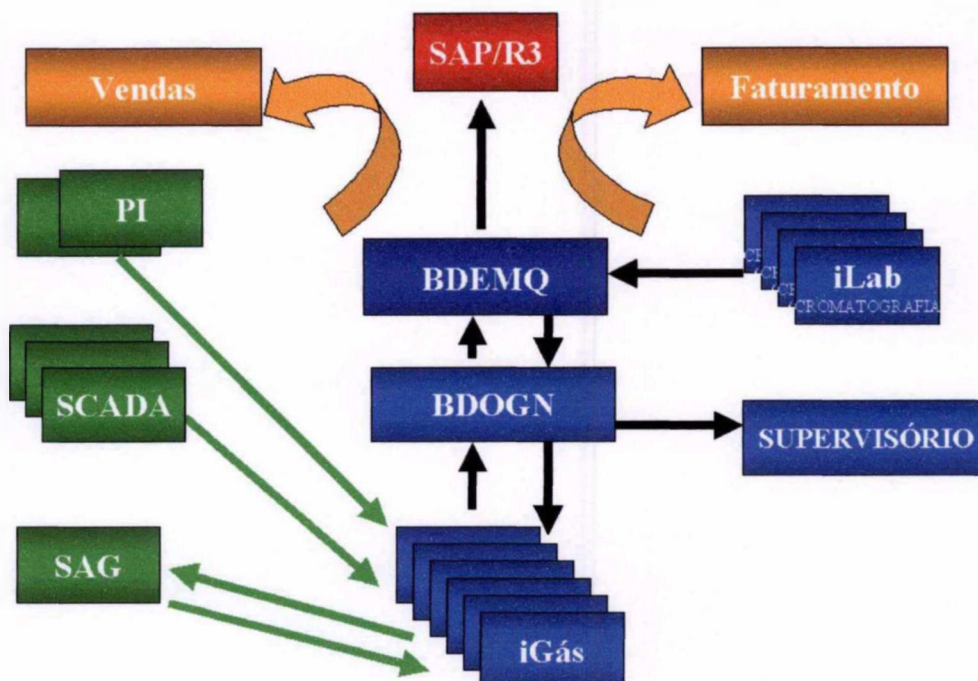 SAP/R3
Vendas
Faturamento
PI
BDEMQ
iLab
CROMATOGRAFIA
SCADA
BDOGN
SUPERVISÓRIO
SAG
iGás